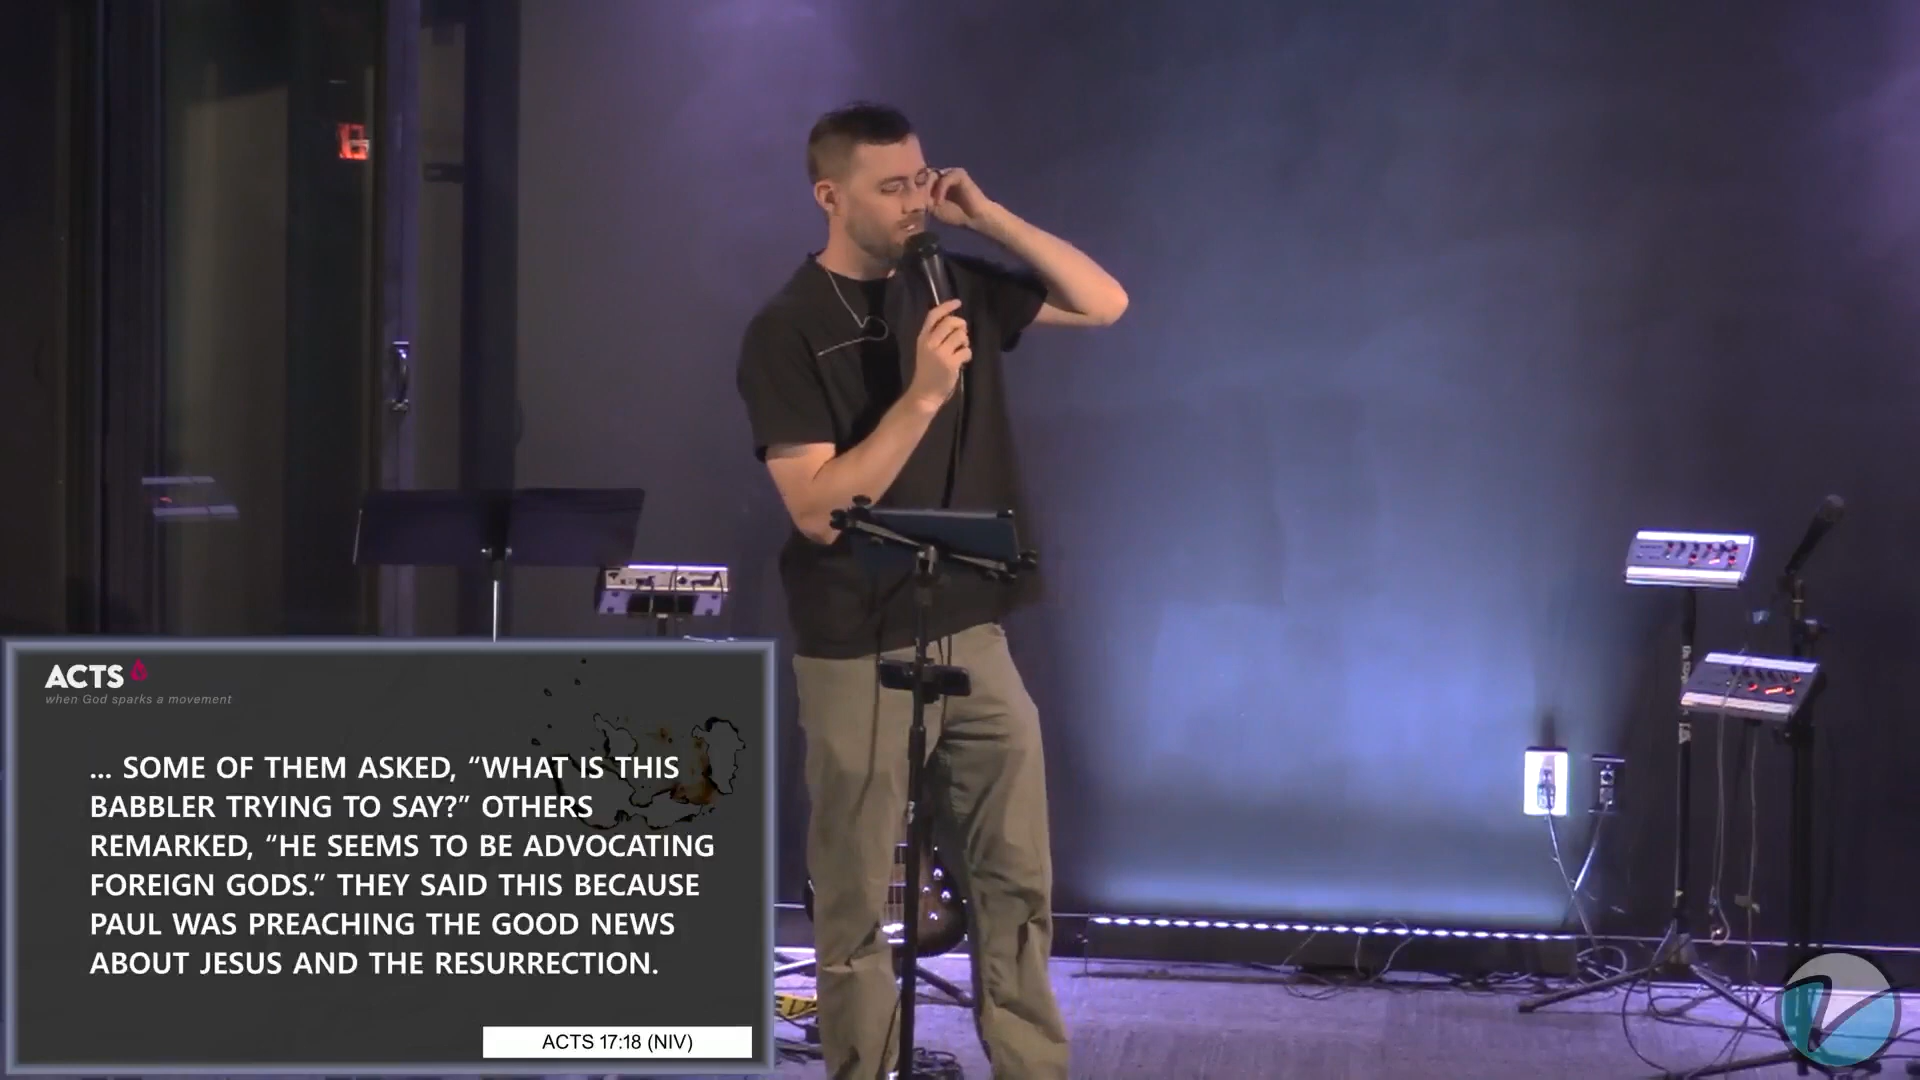 ACTS
when God sparks a movement
... SOME OF THEM ASKED, “WHAT IS THIS
BABBLER TRYING TO SAY?” OTHERS
REMARKED, “HE SEEMS TO BE ADVOCATING
FOREIGN GODS.” THEY SAID THIS BECAUSE
PAUL WAS PREACHING THE GOOD NEWS
ABOUT JESUS AND THE RESURRECTION.
ACTS 17:18 (NIV)